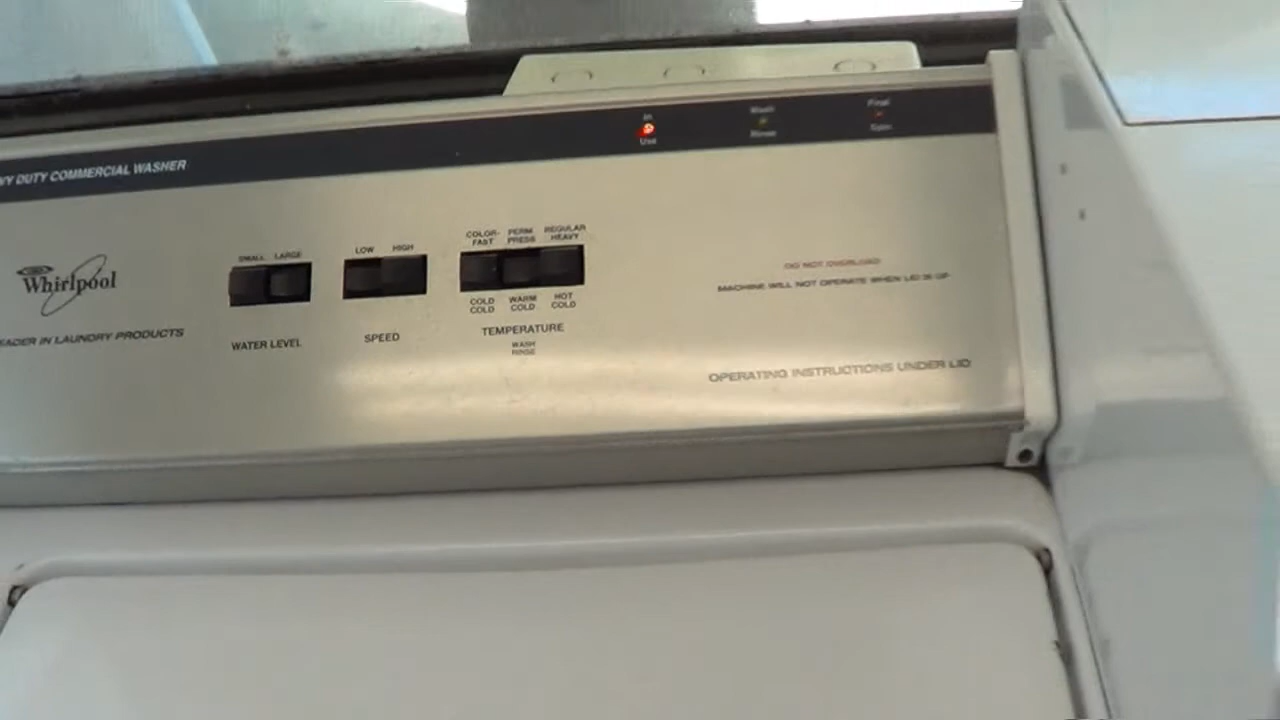 In
Use
Wash
Rinse
Final
Spin
VY DUTY COMMERCIAL WASHER
Whirlpool
EADER IN LAUNDRY PRODUCTS
SMALL LARGE
WATER LEVEL
LOW HIGH
SPEED
COLOR-
FAST
PERM
PRESS
REGULAR
HEAVY
COLD
COLD
WARM
COLD
HOT
COLD
TEMPERATURE
WASH
RINSE
DO NOT OVERLOAD
MACHINE WILL NOT OPERATE WHEN LID IS UP
OPERATING INSTRUCTIONS UNDER LID